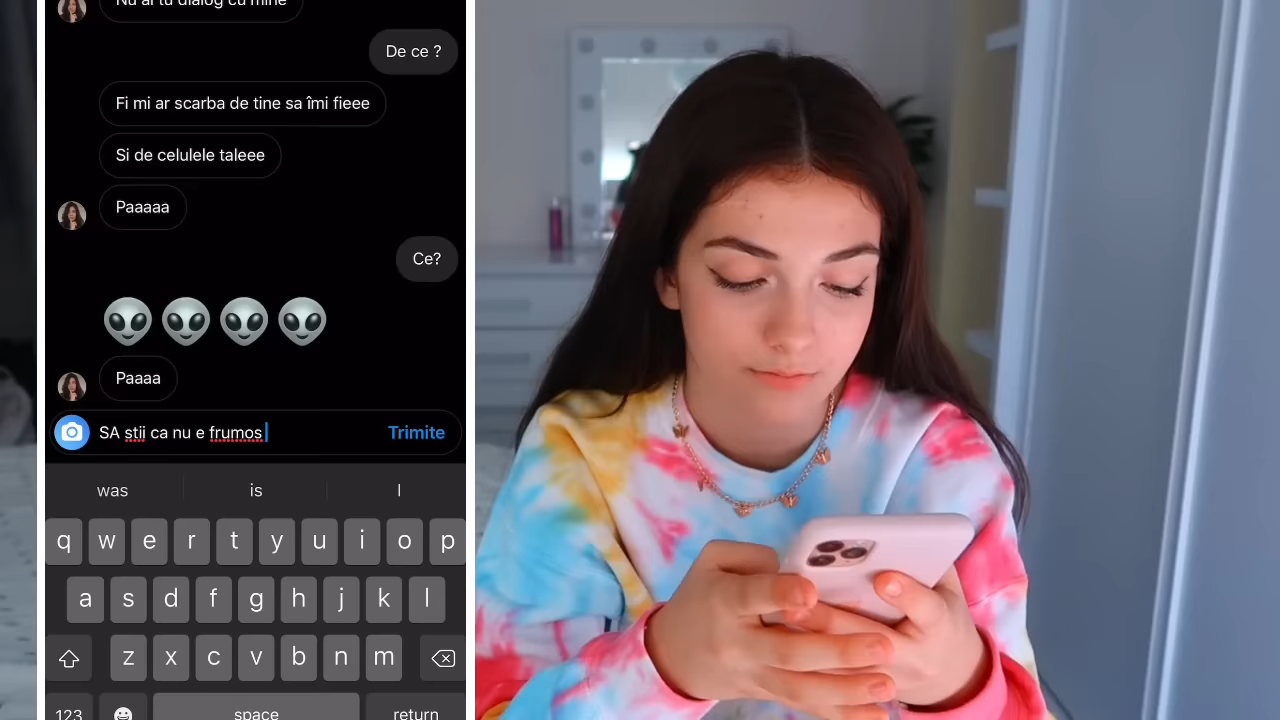 Nu ai tu dialog cu mine
De ce ?
Fi mi ar scarba de tine sa îmi fieee
Si de celulele taleee
Paaaaa
Ce?
Paaaa
SA stii ca nu e frumos
Trimite
was is I
q w e r t y u i o p
a s d f g h j k l
z x c v b n m
123 space return